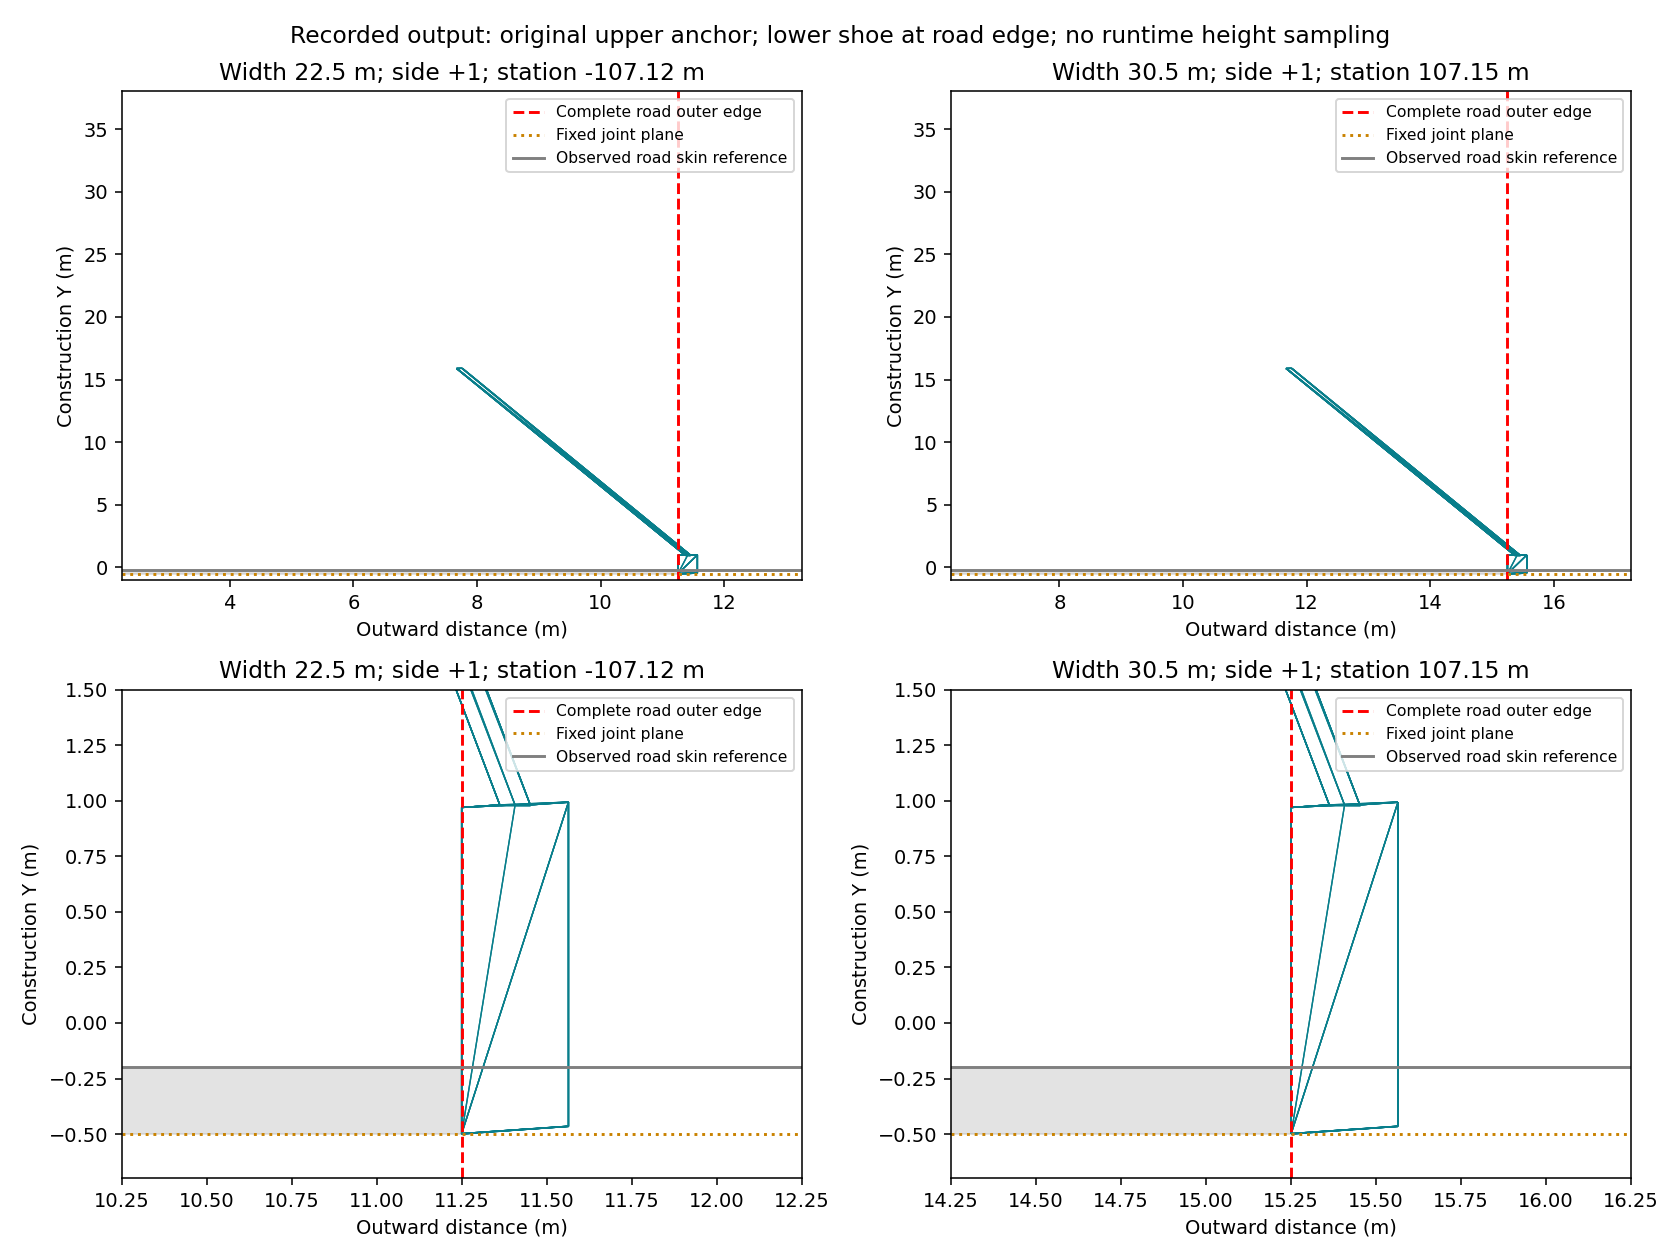 Recorded output: original upper anchor; lower shoe at road edge; no runtime height sampling
Width 22.5 m; side +1; station -107.12 m
Complete road outer edge
Fixed joint plane
Observed road skin reference
35
30
25
20
15
10
5
0
Construction Y (m)
4 6 8 10 12
Outward distance (m)
Width 30.5 m; side +1; station 107.15 m
Complete road outer edge
Fixed joint plane
Observed road skin reference
35
30
25
20
15
10
5
0
Construction Y (m)
8 10 12 14 16
Outward distance (m)
Width 22.5 m; side +1; station -107.12 m
Complete road outer edge
Fixed joint plane
Observed road skin reference
1.50
1.25
1.00
0.75
0.50
0.25
0.00
−0.25
−0.50
Construction Y (m)
10.25 10.50 10.75 11.00 11.25 11.50 11.75 12.00 12.25
Outward distance (m)
Width 30.5 m; side +1; station 107.15 m
Complete road outer edge
Fixed joint plane
Observed road skin reference
1.50
1.25
1.00
0.75
0.50
0.25
0.00
−0.25
−0.50
Construction Y (m)
14.25 14.50 14.75 15.00 15.25 15.50 15.75 16.00 16.25
Outward distance (m)